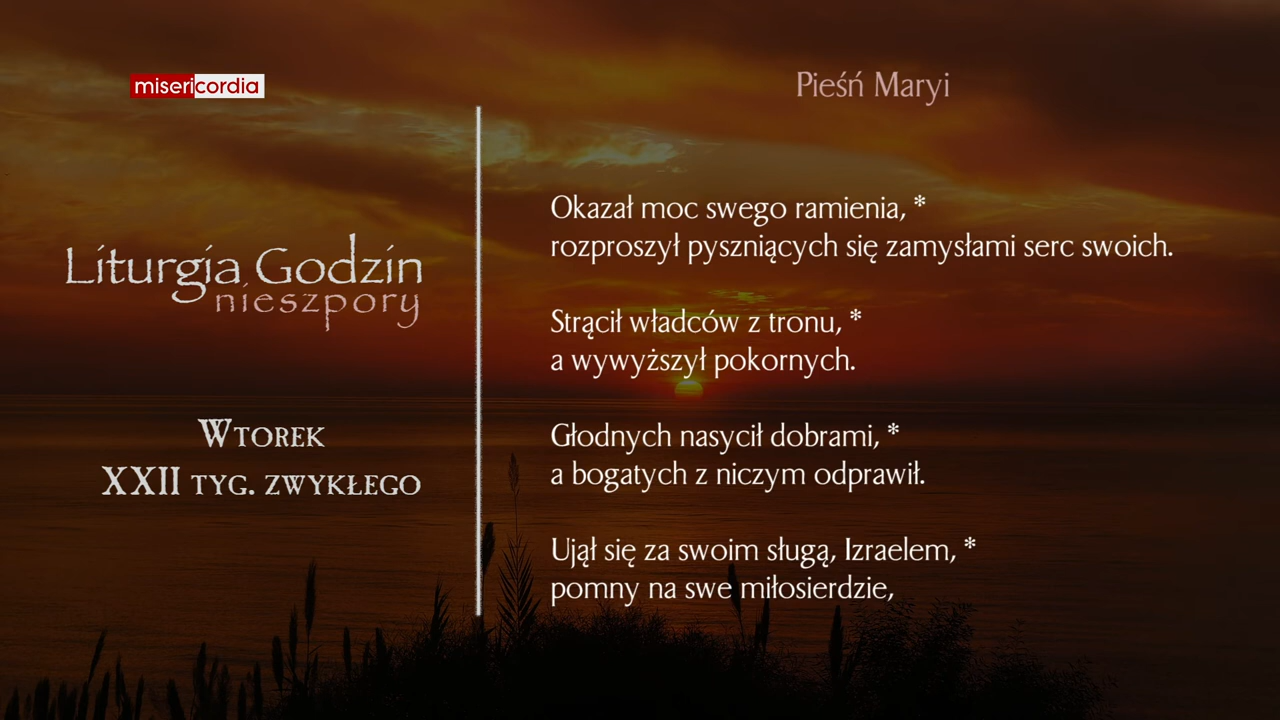 misericordia
Liturgia Godzin
nieszpory
Wtorek
XXII tyg. zwykłego
Pieśń Maryi
Okazał moc swego ramienia, *
rozproszył pyszniących się zamysłami serc swoich.
Strącił władców z tronu, *
a wywyższył pokornych.
Głodnych nasycił dobrami, *
a bogatych z niczym odprawił.
Ujął się za swoim sługą, Izraelem, *
pomny na swe miłosierdzie,